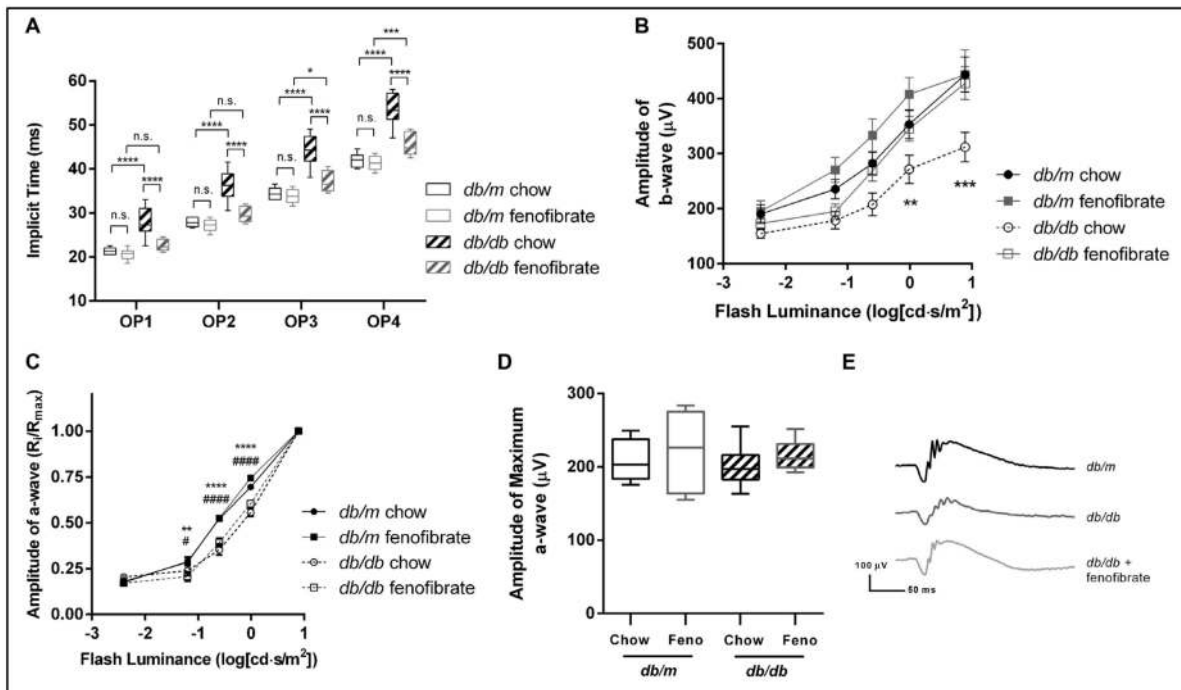 A
Implicit Time (ms)
60
50
40
30
20
10
n.s.
****
n.s.
****
n.s.
****
n.s.
****
*
****
n.s.
****
***
****
n.s.
****
OP1 OP2 OP3 OP4
db/m chow
db/m fenofibrate
db/db chow
db/db fenofibrate
B
Amplitude of
b-wave (μV)
500
400
300
200
100
**
***
-3 -2 -1 0 1
Flash Luminance (log[cd·s/m²])
db/m chow
db/m fenofibrate
db/db chow
db/db fenofibrate
C
Amplitude of a-wave (Ri/Rmax)
1.00
0.75
0.50
0.25
0.00
**
#
****
####
****
####
-3 -2 -1 0 1
Flash Luminance (log[cd·s/m²])
db/m chow
db/m fenofibrate
db/db chow
db/db fenofibrate
D
Amplitude of Maximum
a-wave (μV)
300
200
100
0
Chow Feno Chow Feno
db/m db/db
E
db/m
db/db
db/db +
fenofibrate
100 μV
50 ms